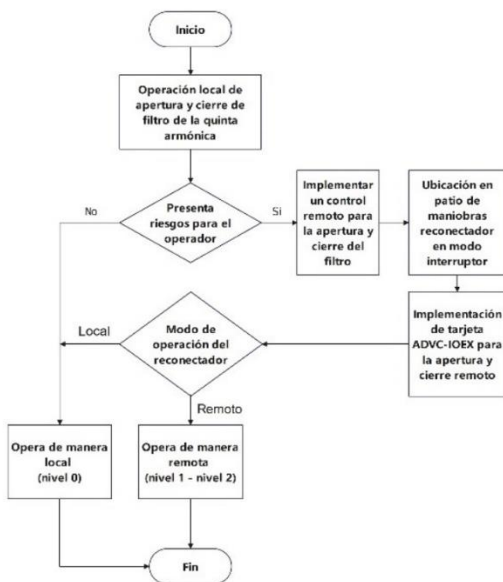 Inicio
Operación local de
apertura y cierre de
filtro de la quinta
armónica
Presenta
riesgos para el
operador
No
Si
Implementar
un control
remoto para la
apertura y
cierre del
filtro
Ubicación en
patio de
maniobras
reconectador
en modo
interruptor
Implementación
de tarjeta
ADVC-IOEX para
la apertura y
cierre remoto
Modo de
operación del
reconectador
Local
Remoto
Opera de manera
local
(nivel 0)
Opera de manera
remota
(nivel 1 - nivel 2)
Fin